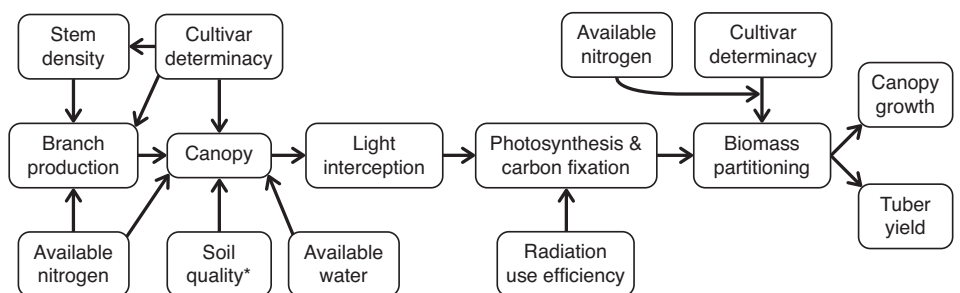 Stem
density
Cultivar
determinacy
Available
nitrogen
Cultivar
determinacy
Canopy
growth
Branch
production
Canopy
Light
interception
Photosynthesis &
carbon fixation
Biomass
partitioning
Tuber
yield
Available
nitrogen
Soil
quality*
Available
water
Radiation
use efficiency